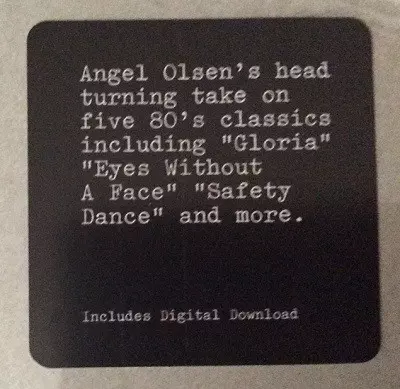 Angel Olsen's head
turning take on
five 80's classics
including "Gloria"
"Eyes Without
A Face" "Safety
Dance" and more.
Includes Digital Download